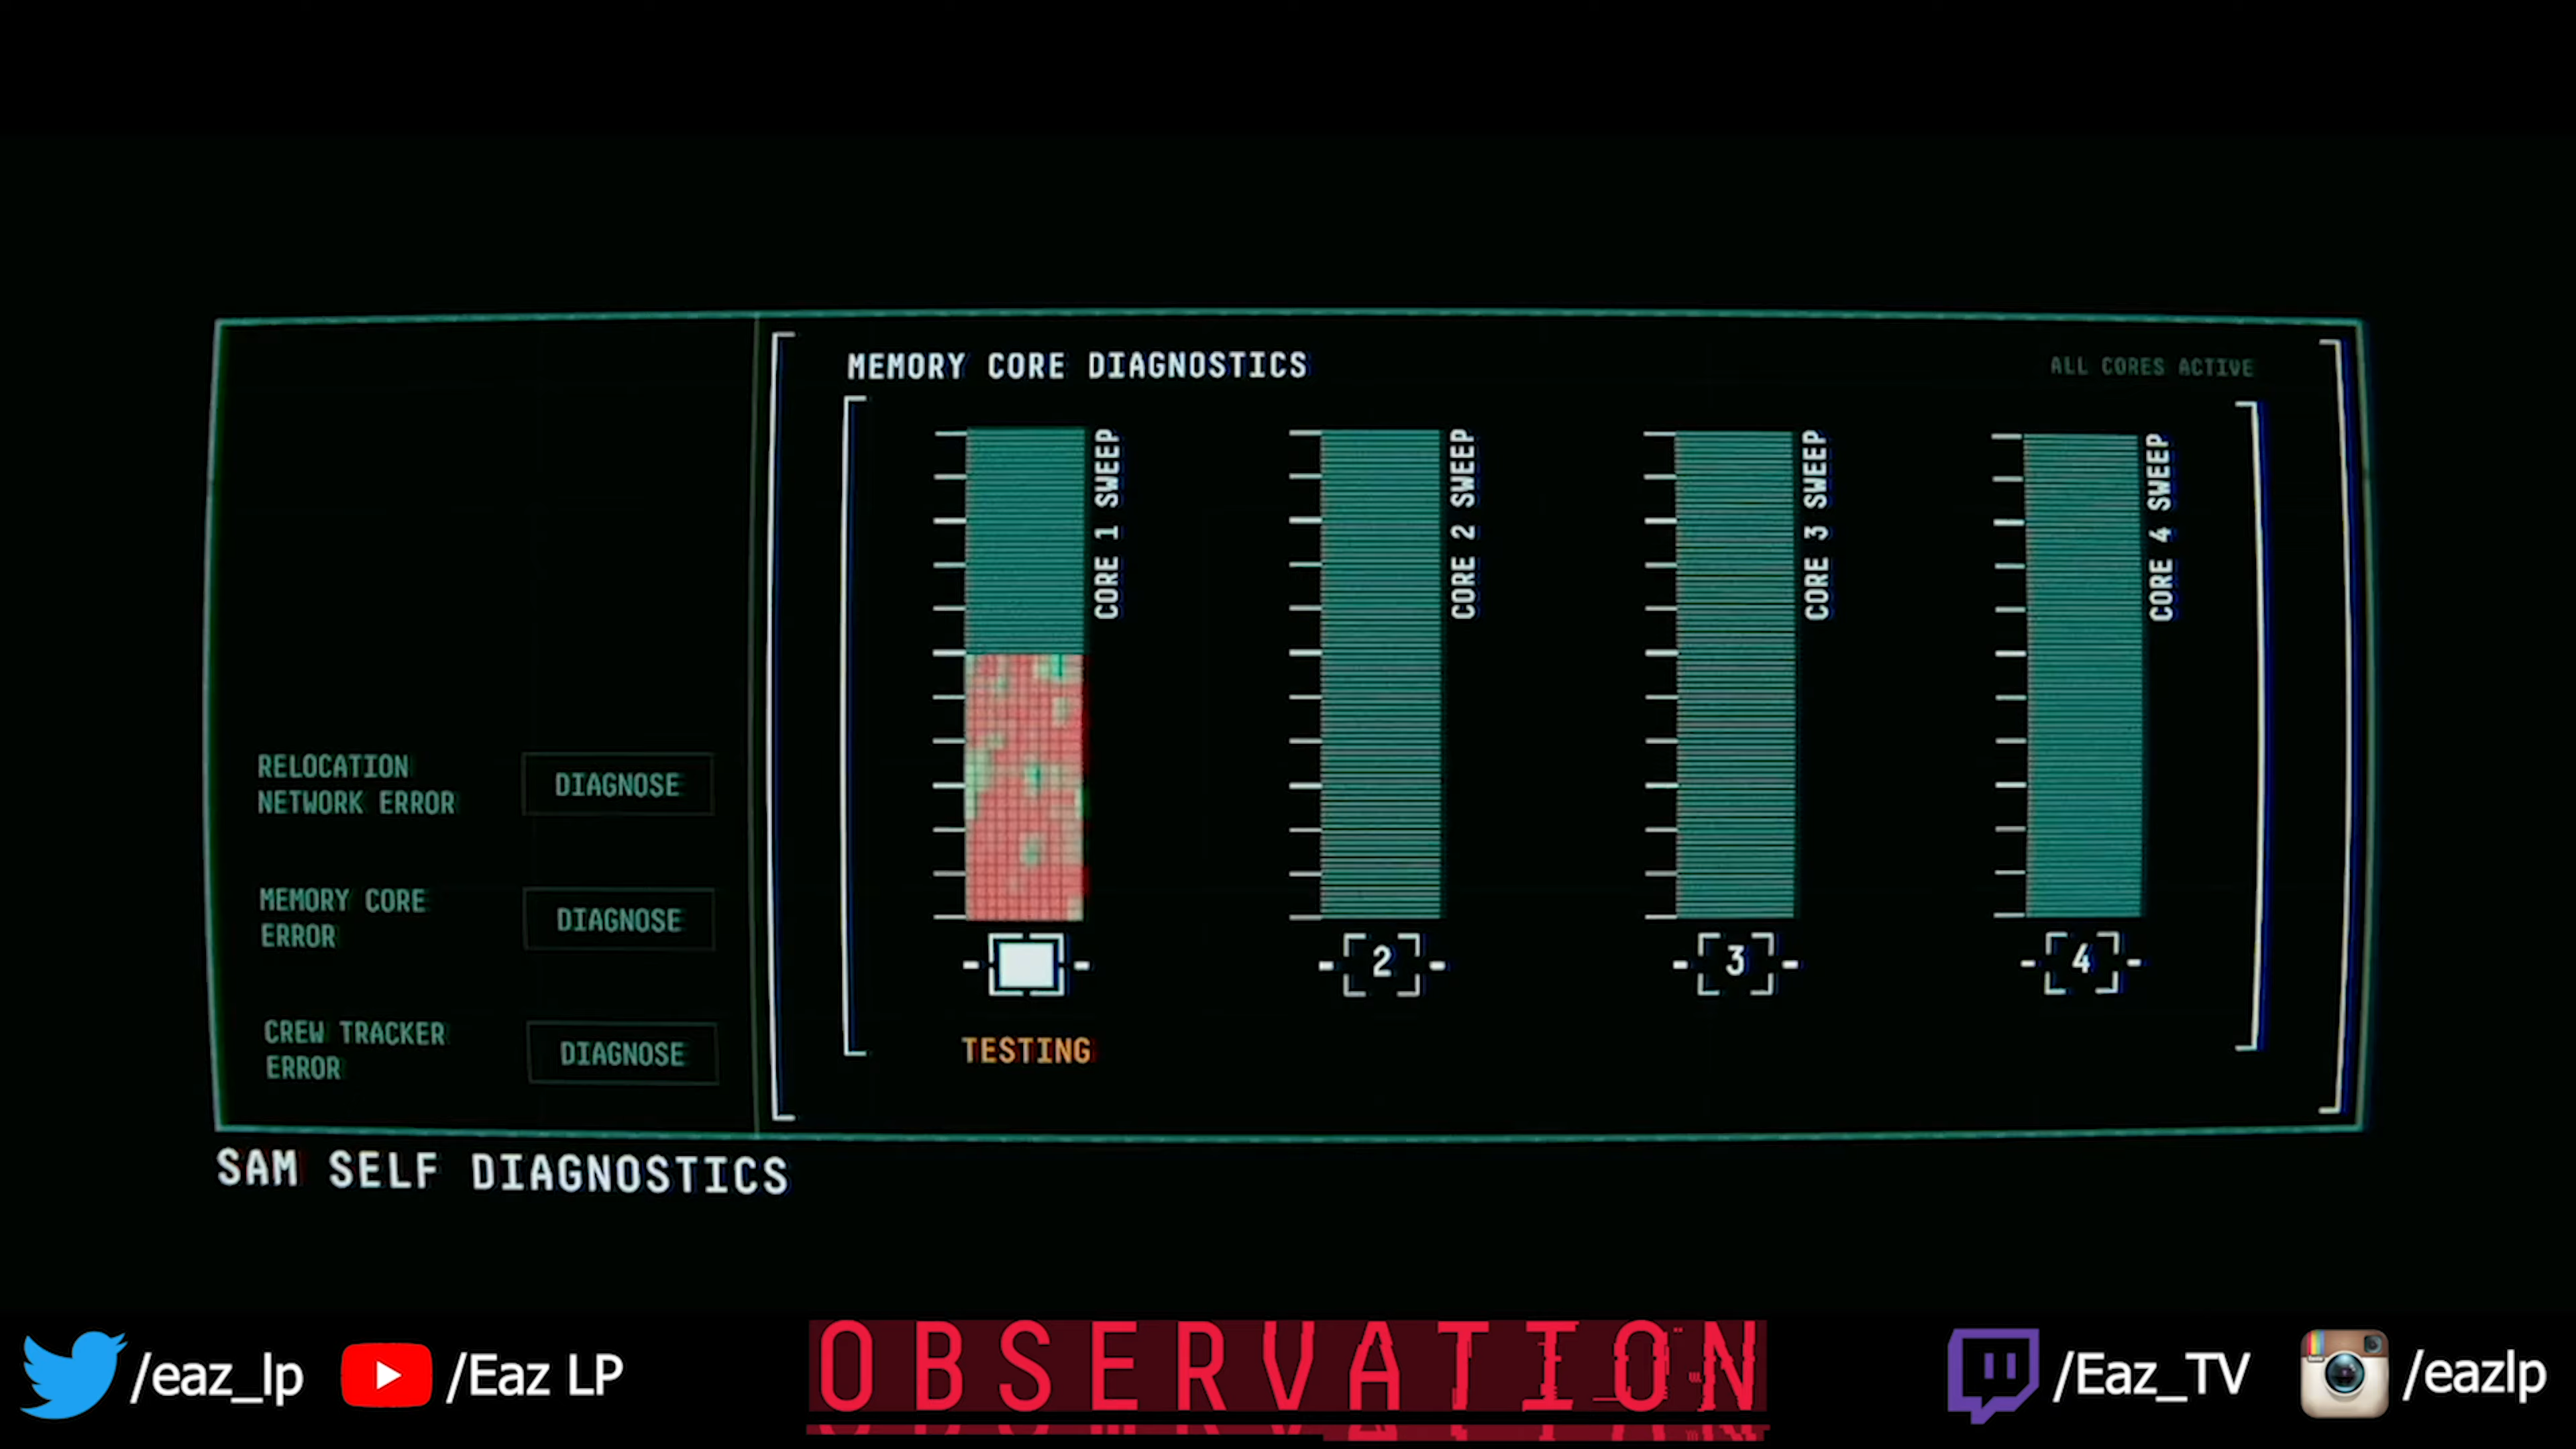 MEMORY CORE DIAGNOSTICS
ALL CORES ACTIVE
CORE 1 SWEEP
CORE 2 SWEEP
CORE 3 SWEEP
CORE 4 SWEEP
RELOCATION
NETWORK ERROR
DIAGNOSE
MEMORY CORE
ERROR
DIAGNOSE
CREW TRACKER
ERROR
DIAGNOSE
2
3
4
TESTING
SAM SELF DIAGNOSTICS
/eaz_lp
/Eaz LP
OBSERVATION
/Eaz_TV
/eazlp